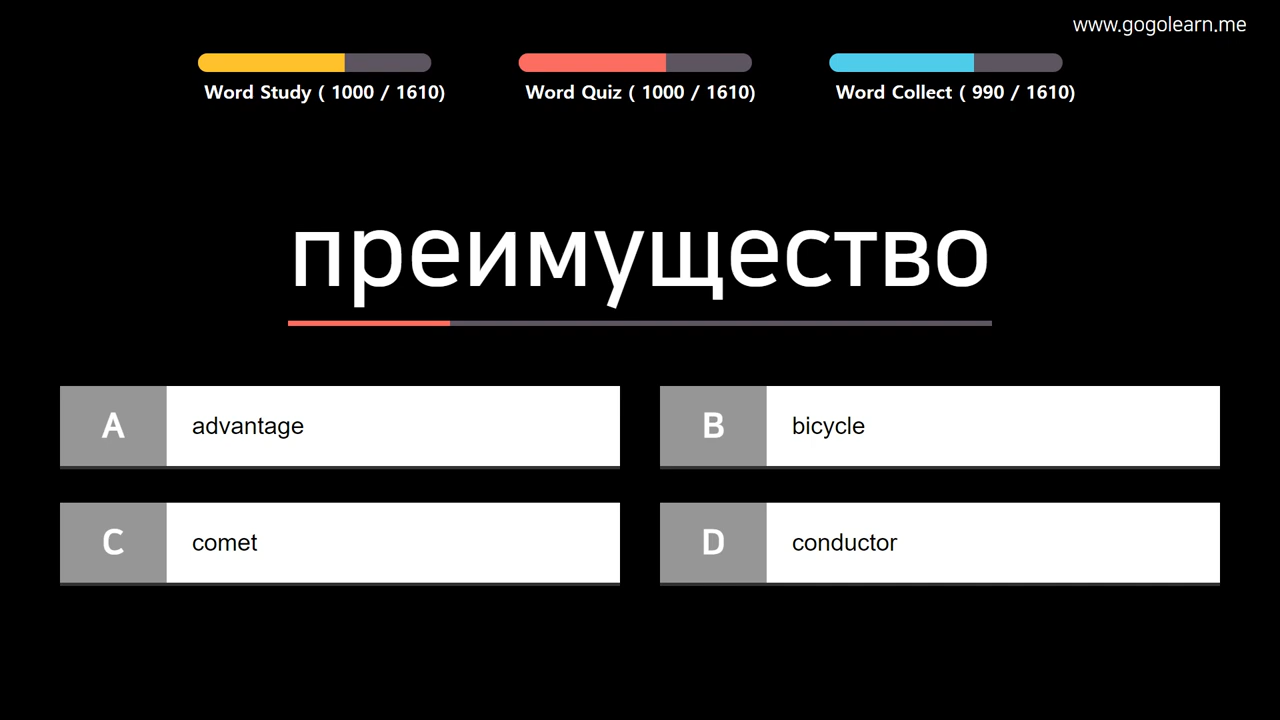 www.gogolearn.me
Word Study ( 1000 / 1610)
Word Quiz ( 1000 / 1610)
Word Collect ( 990 / 1610)
преимущество
A advantage
B bicycle
C comet
D conductor